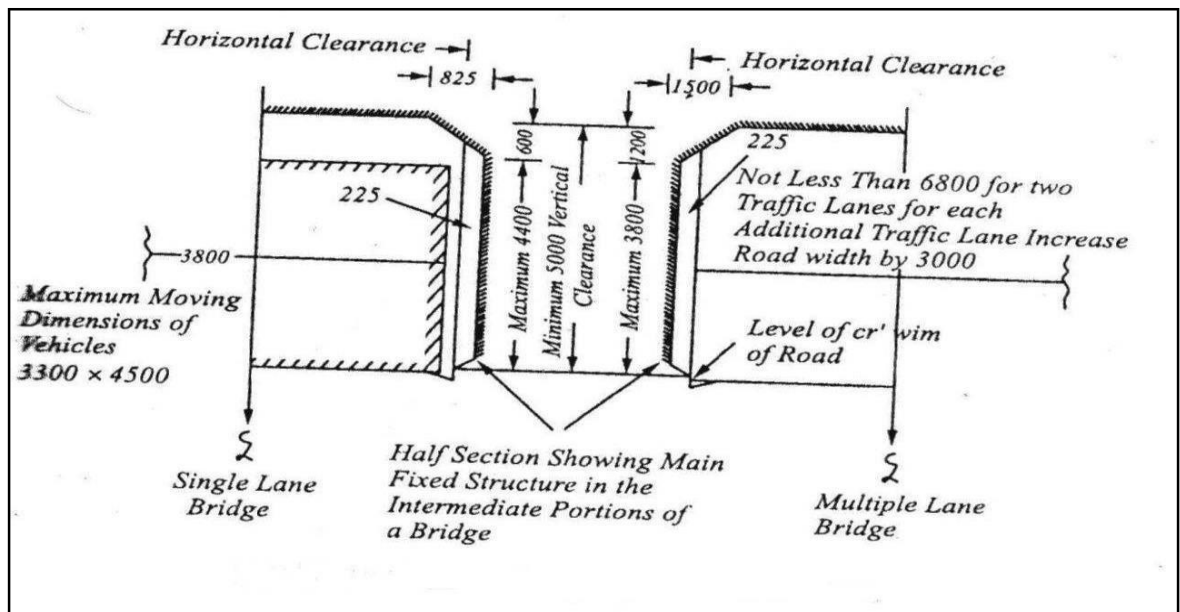 Horizontal Clearance
Horizontal Clearance
825
1500
600
1200
225
225
Maximum 4400
Minimum 5000 Vertical
Clearance
Maximum 3800
Not Less Than 6800 for two
Traffic Lanes for each
Additional Traffic Lane Increase
Road width by 3000
3800
Maximum Moving
Dimensions of
Vehicles
3300 × 4500
Level of cr' wim
of Road
Half Section Showing Main
Fixed Structure in the
Intermediate Portions of
a Bridge
Single Lane
Bridge
Multiple Lane
Bridge